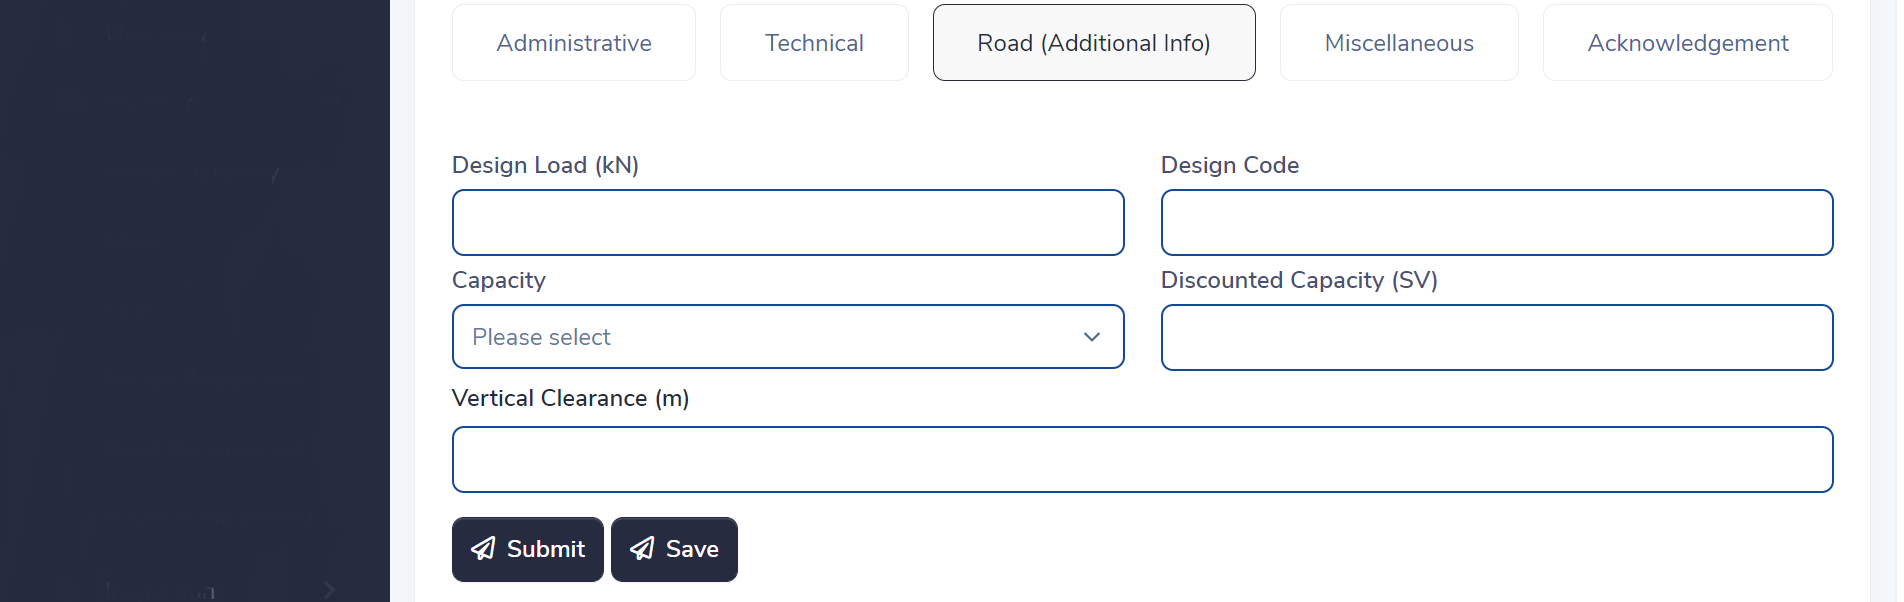 Administrative
Technical
Road (Additional Info)
Miscellaneous
Acknowledgement
Design Load (kN)
Design Code
Capacity
Discounted Capacity (SV)
Please select
Vertical Clearance (m)
Submit
Save